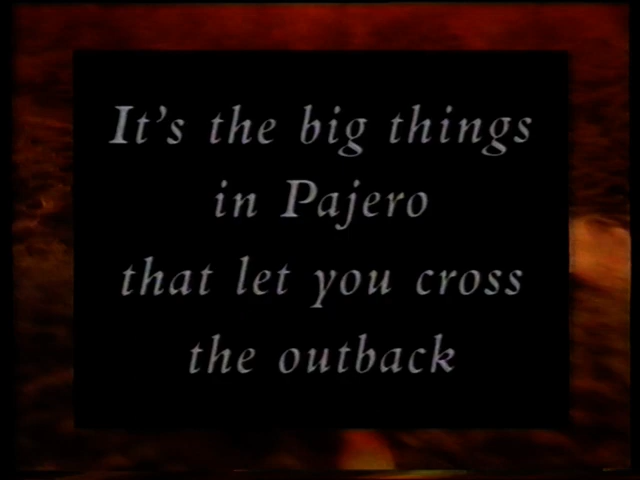 It's the big things
in Pajero
that let you cross
the outback